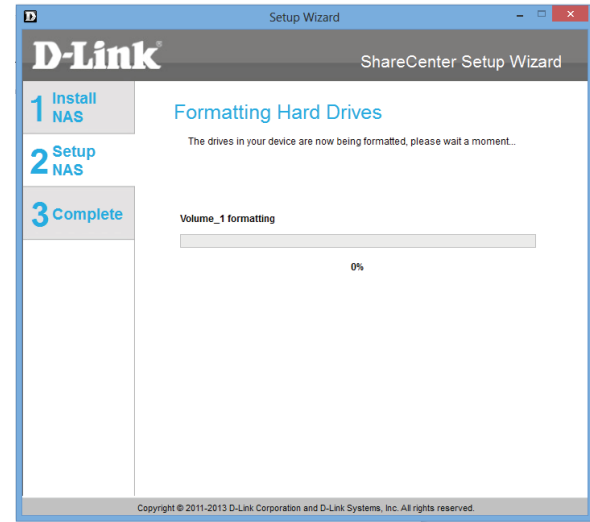 D Setup Wizard
D-Link
ShareCenter Setup Wizard
1 Install NAS
2 Setup NAS
3 Complete
Formatting Hard Drives
The drives in your device are now being formatted, please wait a moment...
Volume_1 formatting
0%
Copyright © 2011-2013 D-Link Corporation and D-Link Systems, Inc. All rights reserved.